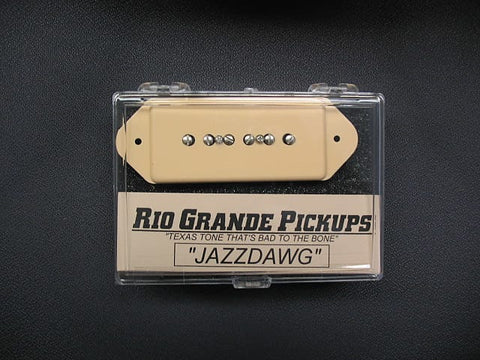 RIO GRANDE PICKUPS
"TEXAS TONE THAT'S BAD TO THE BONE"
"JAZZDAWG"